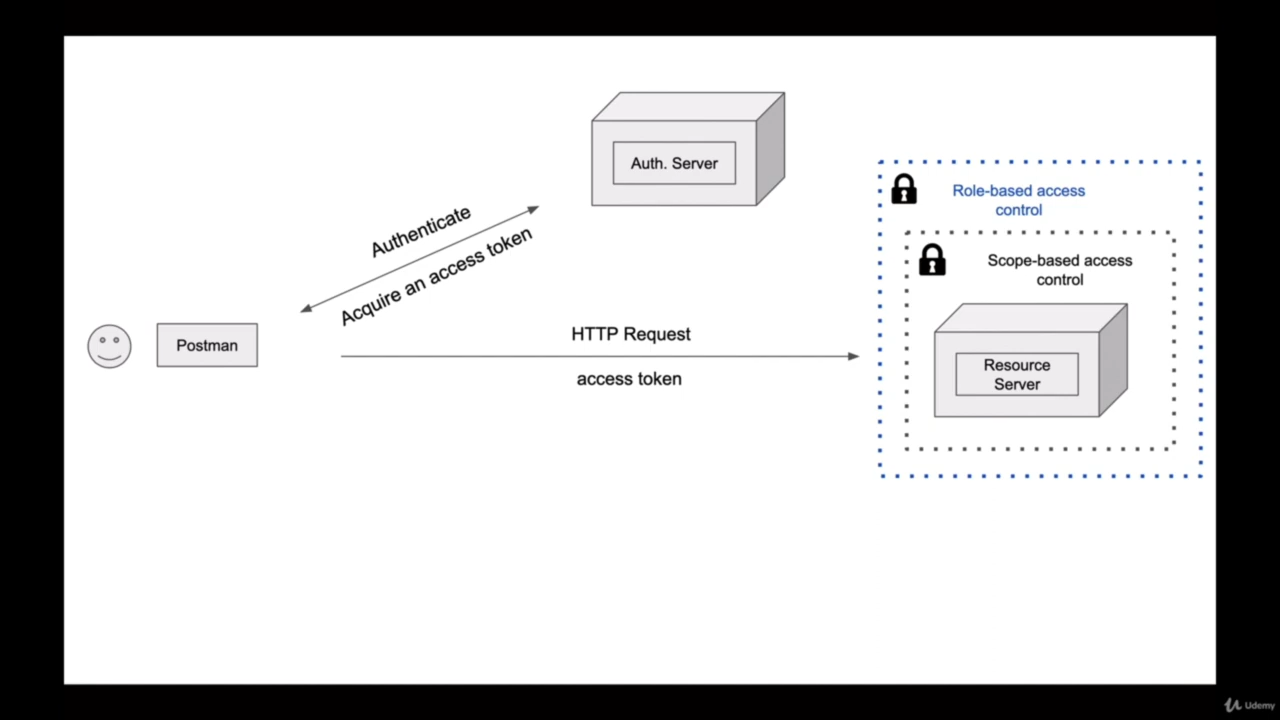 Auth. Server
Role-based access
control
Authenticate
Acquire an access token
Scope-based access
control
HTTP Request
Postman
Resource
Server
access token
Udemy